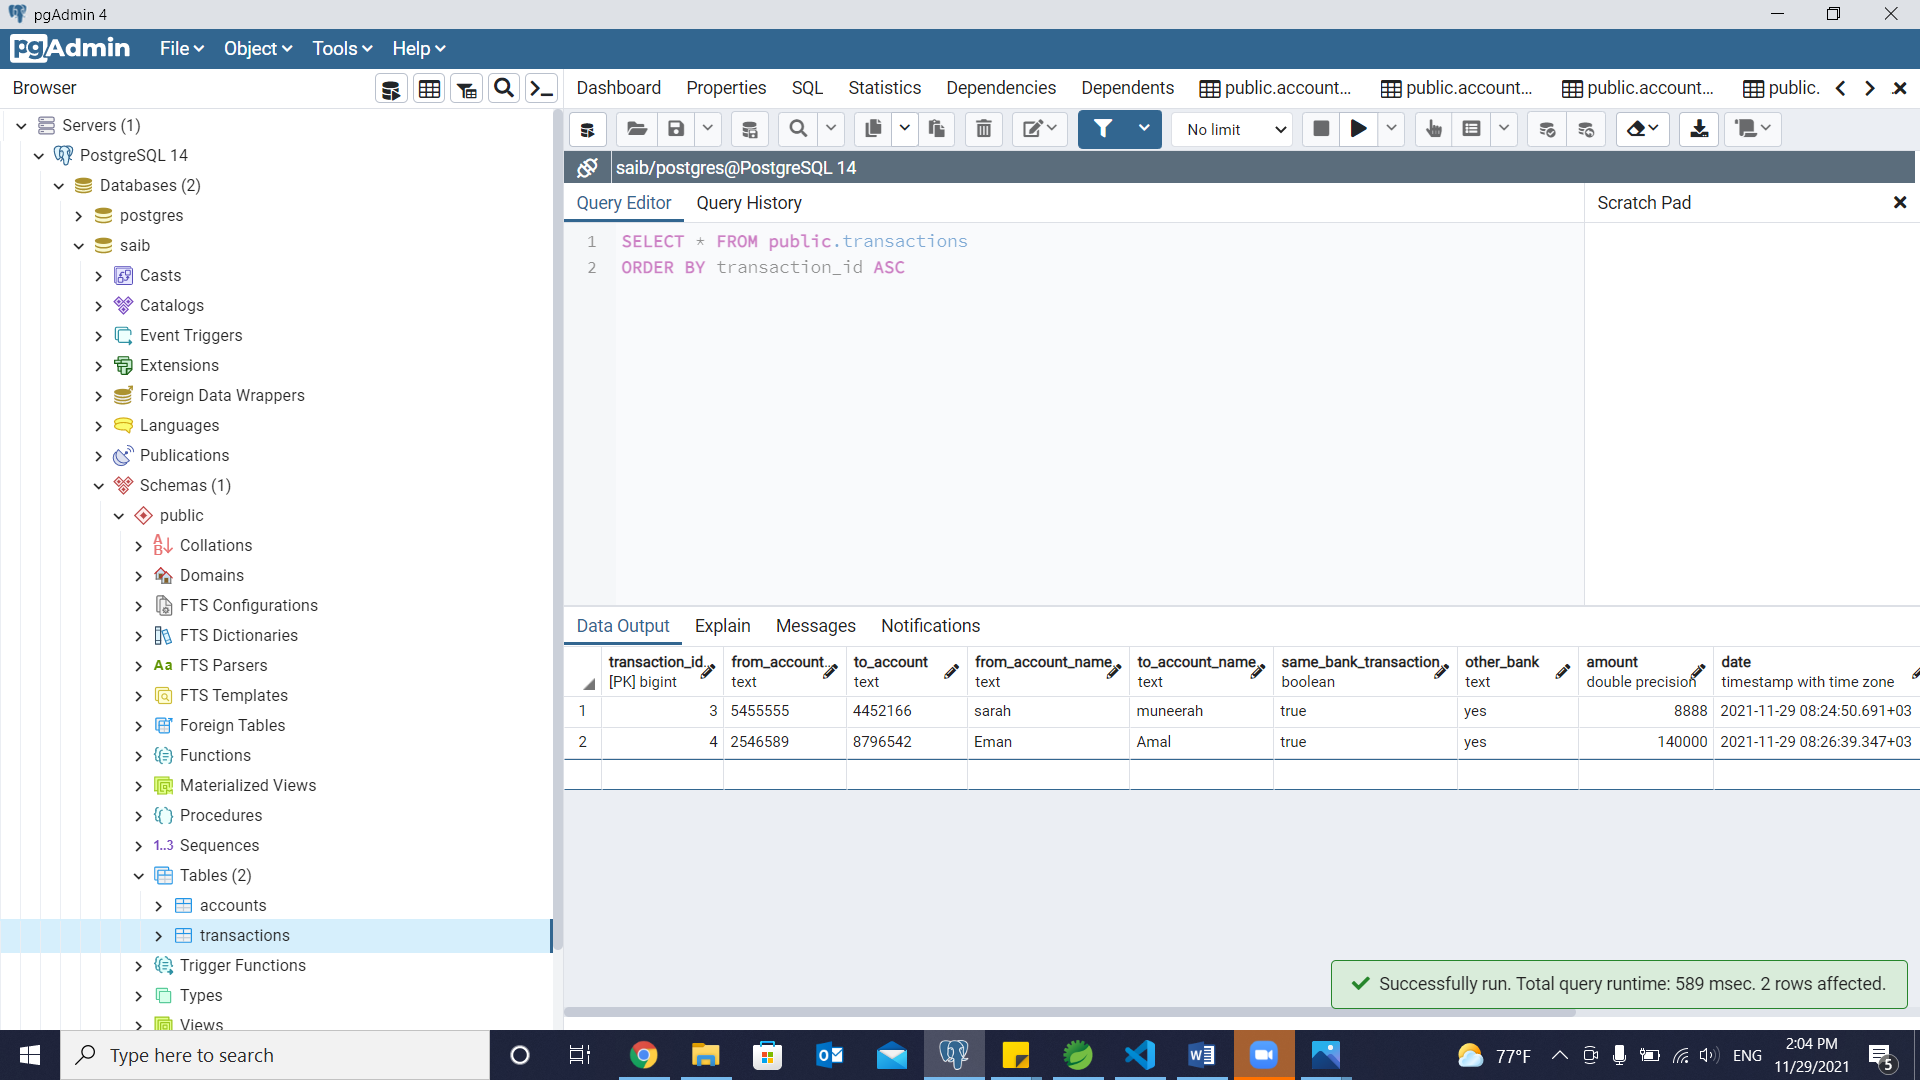 pgAdmin 4
pgAdmin File Object Tools Help
Browser
Dashboard Properties SQL Statistics Dependencies Dependents public.account... public.account... public.account... public.
No limit
saib/postgres@PostgreSQL 14
Query Editor Query History
Scratch Pad
1 SELECT * FROM public.transactions
2 ORDER BY transaction_id ASC
Servers (1)
PostgreSQL 14
Databases (2)
postgres
saib
Casts
Catalogs
Event Triggers
Extensions
Foreign Data Wrappers
Languages
Publications
Schemas (1)
public
Collations
Domains
FTS Configurations
FTS Dictionaries
Aa FTS Parsers
FTS Templates
Foreign Tables
Functions
Materialized Views
Procedures
1..3 Sequences
Tables (2)
accounts
transactions
Trigger Functions
Types
Views
Data Output Explain Messages Notifications
transaction_id from_account to_account from_account_name to_account_name same_bank_transaction other_bank amount date
[PK] bigint text text text text boolean text double precision timestamp with time zone
1 3 5455555 4452166 sarah muneerah true yes 8888 2021-11-29 08:24:50.691+03
2 4 2546589 8796542 Eman Amal true yes 140000 2021-11-29 08:26:39.347+03
Successfully run. Total query runtime: 589 msec. 2 rows affected.
Type here to search
77°F
ENG
2:04 PM
11/29/2021
5